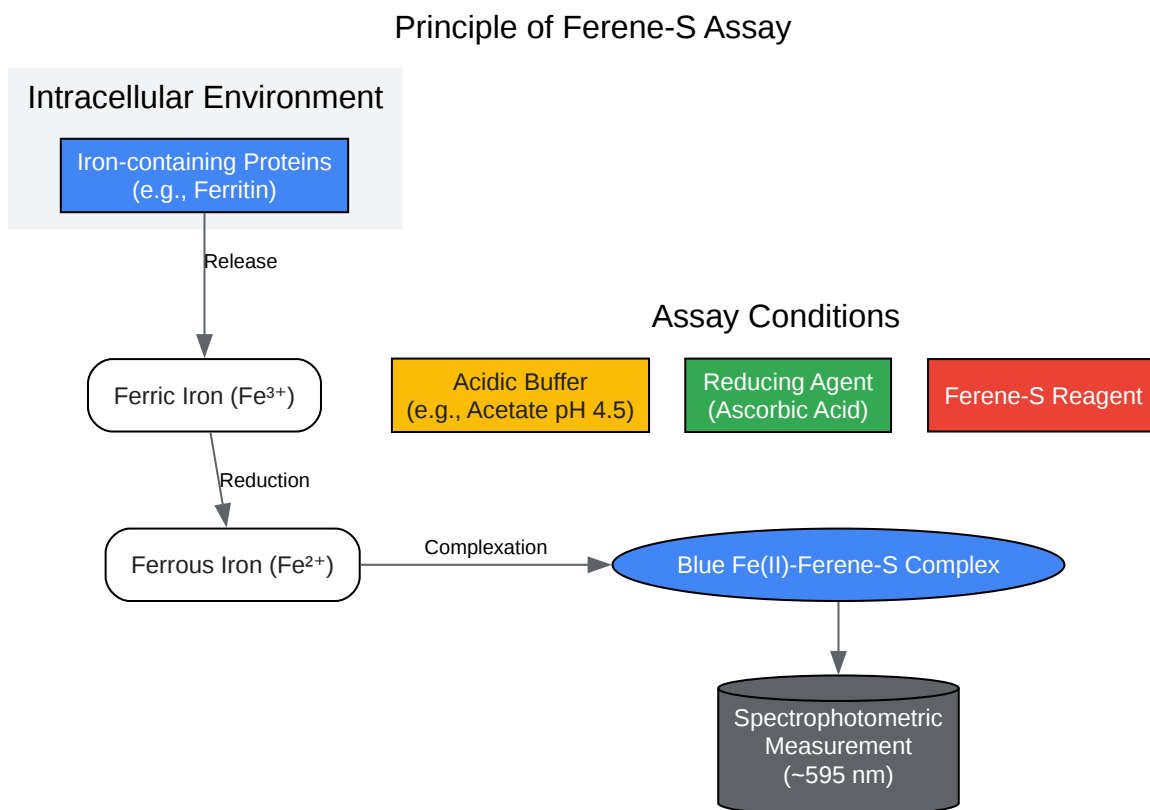 Principle of Ferene-S Assay
Intracellular Environment
Iron-containing Proteins
(e.g., Ferritin)
Release
Assay Conditions
Ferric Iron (Fe³⁺)
Acidic Buffer
(e.g., Acetate pH 4.5)
Reducing Agent
(Ascorbic Acid)
Ferene-S Reagent
Reduction
Ferrous Iron (Fe²⁺)
Complexation
Blue Fe(II)-Ferene-S Complex
Spectrophotometric
Measurement
(~595 nm)